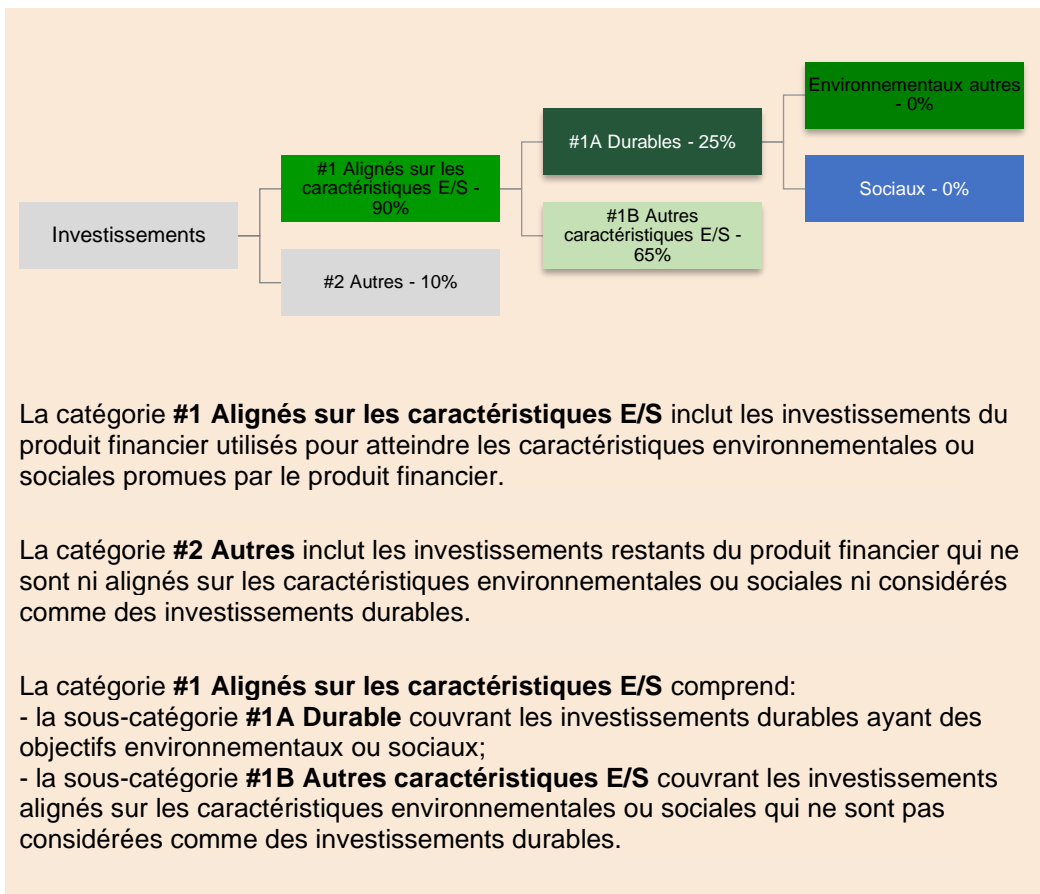 Environnementaux autres
- 0%
#1A Durables - 25%
#1 Alignés sur les
caractéristiques E/S -
90%
Sociaux - 0%
#1B Autres
caractéristiques E/S -
65%
Investissements
#2 Autres - 10%
La catégorie #1 Alignés sur les caractéristiques E/S inclut les investissements du
produit financier utilisés pour atteindre les caractéristiques environnementales ou
sociales promues par le produit financier.
La catégorie #2 Autres inclut les investissements restants du produit financier qui ne
sont ni alignés sur les caractéristiques environnementales ou sociales ni considérés
comme des investissements durables.
La catégorie #1 Alignés sur les caractéristiques E/S comprend:
- la sous-catégorie #1A Durable couvrant les investissements durables ayant des
objectifs environnementaux ou sociaux;
- la sous-catégorie #1B Autres caractéristiques E/S couvrant les investissements
alignés sur les caractéristiques environnementales ou sociales qui ne sont pas
considérées comme des investissements durables.